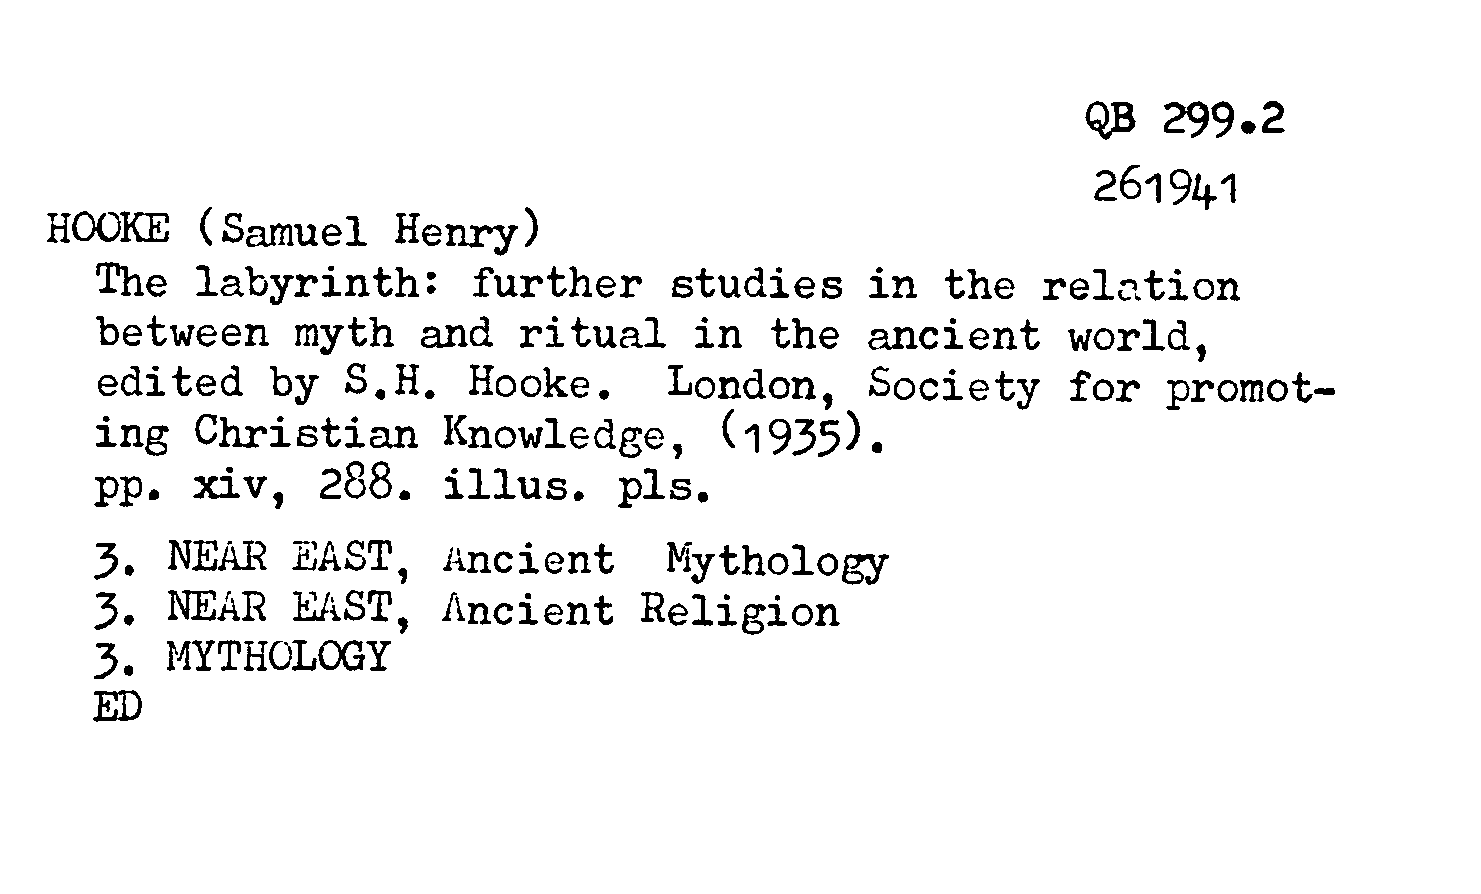 QB 299.2
261941
HOOKE (Samuel Henry)
The labyrinth: further studies in the relation
between myth and ritual in the ancient world,
edited by S.H. Hooke. London, Society for promot-
ing Christian Knowledge, (1935).
pp. xiv, 288. illus. pls.
3. NEAR EAST, Ancient Mythology
3. NEAR EAST, Ancient Religion
3. MYTHOLOGY
ED